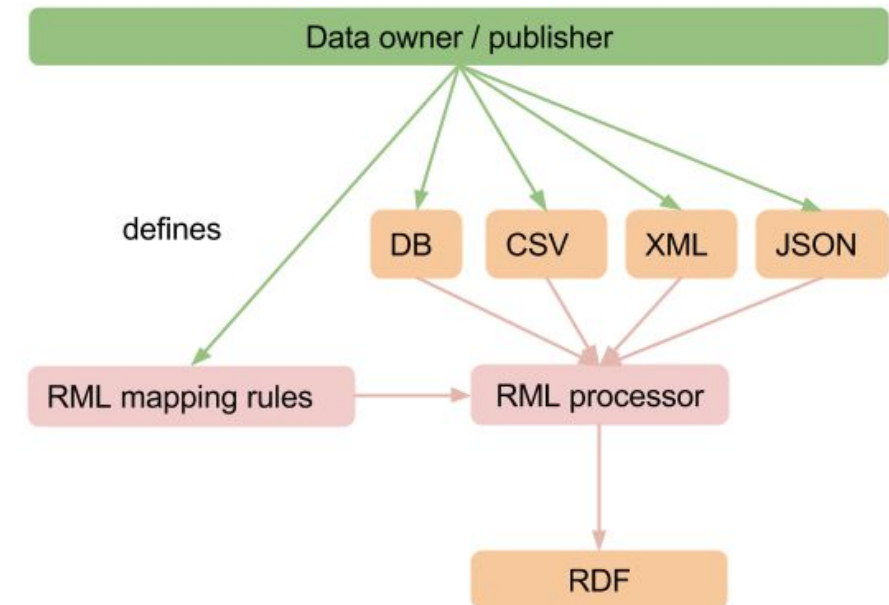 Data owner / publisher
defines
DB
CSV
XML
JSON
RML mapping rules
RML processor
RDF